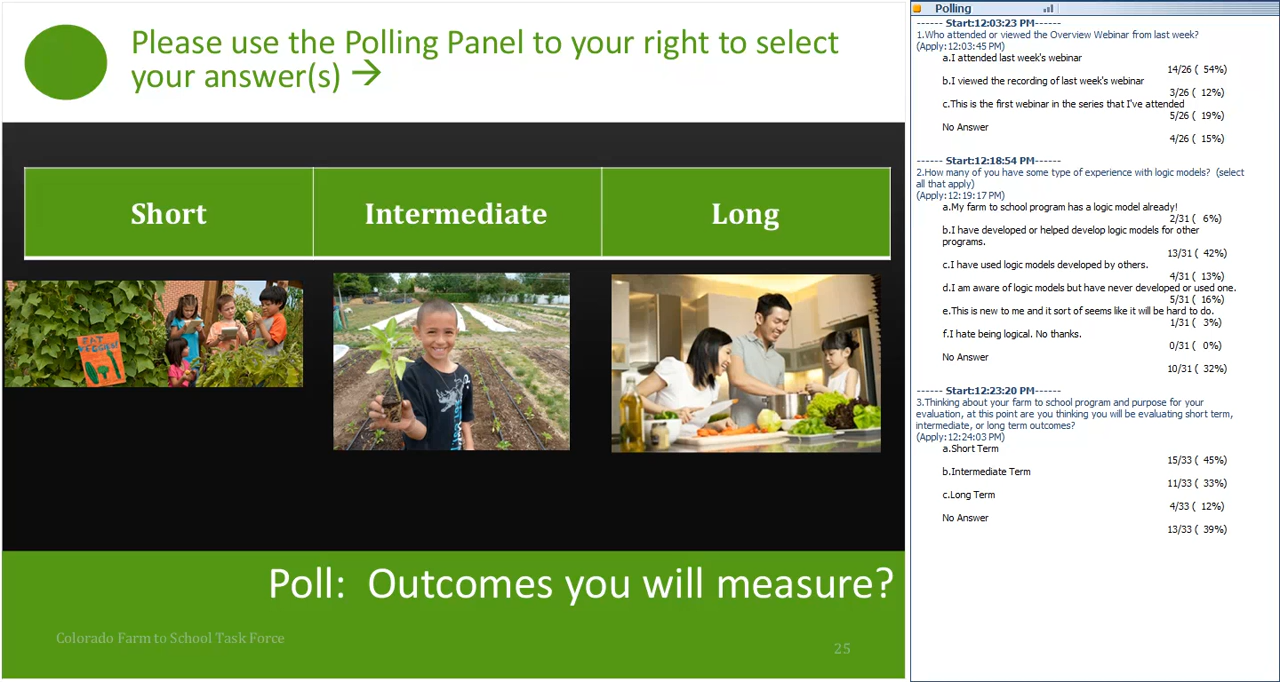 Please use the Polling Panel to your right to select
your answer(s) →
Short
Intermediate
Long
EAT
Poll:  Outcomes you will measure?
Colorado Farm to School Task Force
25
Polling
------ Start:12:03:23 PM------
1.Who attended or viewed the Overview Webinar from last week?
(Apply:12:03:45 PM)
a.I attended last week's webinar
14/26 (  54%)
b.I viewed the recording of last week's webinar
3/26 (  12%)
c.This is the first webinar in the series that I've attended
5/26 (  19%)
No Answer
4/26 (  15%)
------ Start:12:18:54 PM------
2.How many of you have some type of experience with logic models?  (select
all that apply)
(Apply:12:19:17 PM)
a.My farm to school program has a logic model already!
2/31 (   6%)
b.I have developed or helped develop logic models for other
programs.
13/31 (  42%)
c.I have used logic models developed by others.
4/31 (  13%)
d.I am aware of logic models but have never developed or used one.
5/31 (  16%)
e.This is new to me and it sort of seems like it will be hard to do.
1/31 (   3%)
f.I hate being logical. No thanks.
0/31 (   0%)
No Answer
10/31 (  32%)
------ Start:12:23:20 PM------
3.Thinking about your farm to school program and purpose for your
evaluation, at this point are you thinking you will be evaluating short term,
intermediate, or long term outcomes?
(Apply:12:24:03 PM)
a.Short Term
15/33 (  45%)
b.Intermediate Term
11/33 (  33%)
c.Long Term
4/33 (  12%)
No Answer
13/33 (  39%)